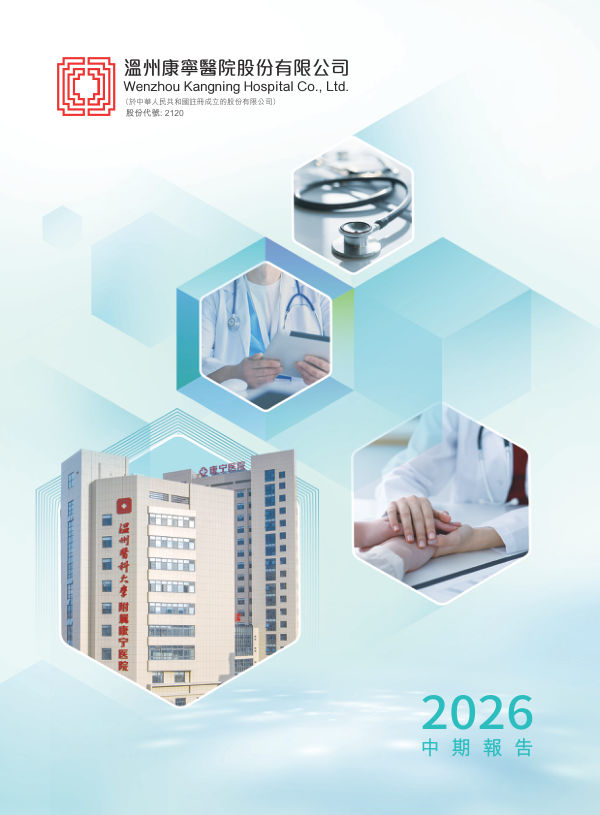 溫州康寧醫院股份有限公司
Wenzhou Kangning Hospital Co., Ltd.
(於中華人民共和國註冊成立的股份有限公司)
股份代號: 2120
康宁医院
温州醫科大學 附属康宁医院
2026
中期報告